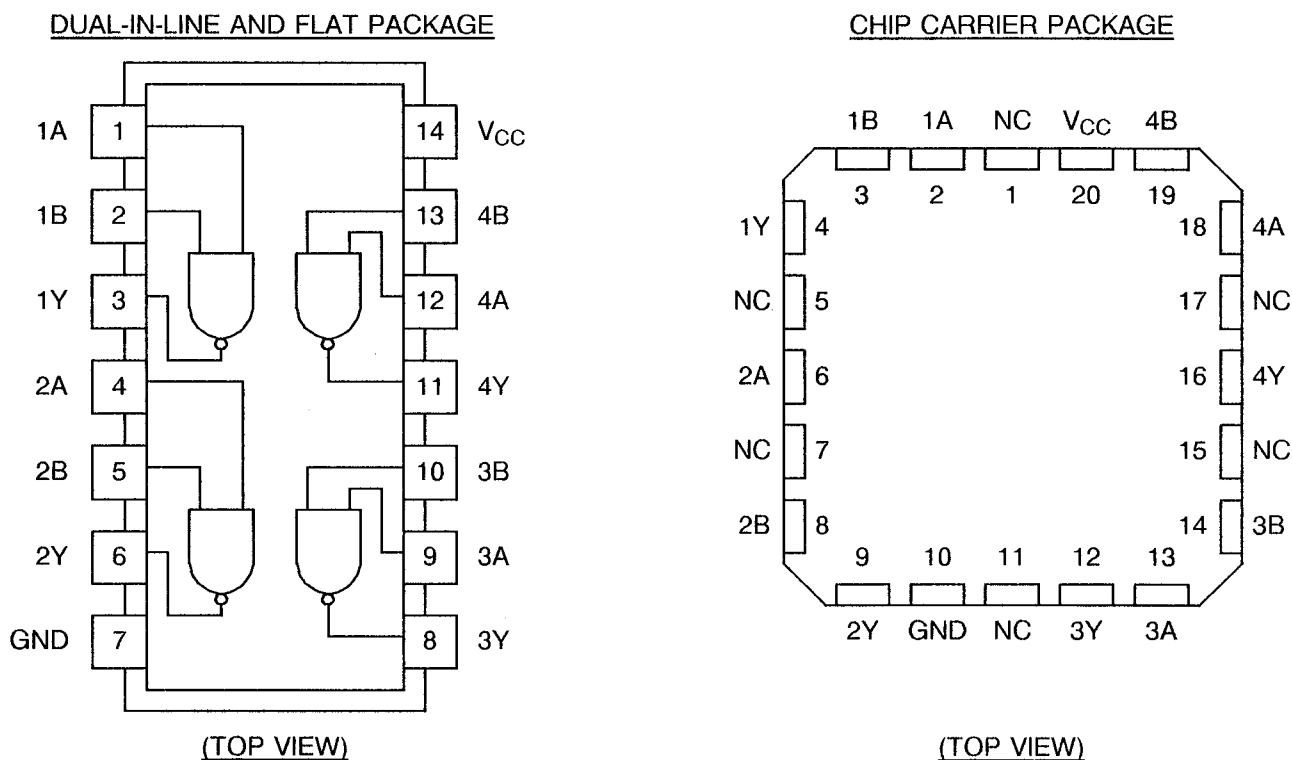 DUAL-IN-LINE AND FLAT PACKAGE
1A 1 14 VCC
1B 2 13 4B
1Y 3 12 4A
2A 4 11 4Y
2B 5 10 3B
2Y 6 9 3A
GND 7 8 3Y
(TOP VIEW)
CHIP CARRIER PACKAGE
1B 1A NC VCC 4B
3 2 1 20 19
1Y 4 18 4A
NC 5 17 NC
2A 6 16 4Y
NC 7 15 NC
2B 8 14 3B
9 10 11 12 13
2Y GND NC 3Y 3A
(TOP VIEW)